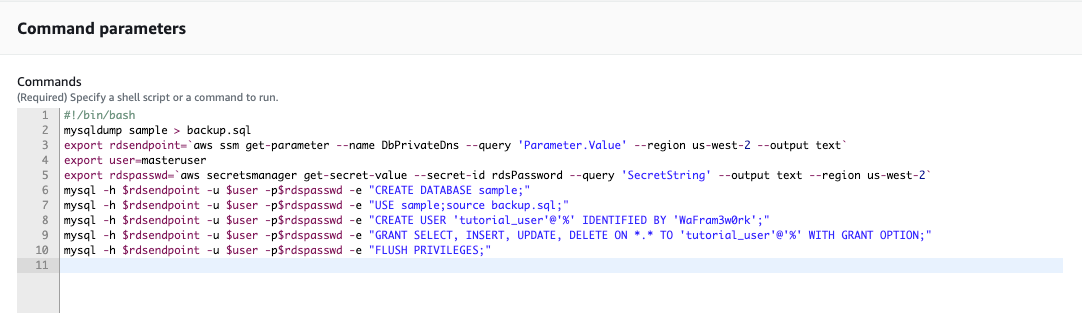 Command parameters
Commands
(Required) Specify a shell script or a command to run.
1 #!/bin/bash
2 mysqldump sample > backup.sql
3 export rdsendpoint=`aws ssm get-parameter --name DbPrivateDns --query 'Parameter.Value' --region us-west-2 --output text`
4 export user=masteruser
5 export rdspasswd=`aws secretsmanager get-secret-value --secret-id rdsPassword --query 'SecretString' --output text --region us-west-2`
6 mysql -h $rdsendpoint -u $user -p$rdspasswd -e "CREATE DATABASE sample;"
7 mysql -h $rdsendpoint -u $user -p$rdspasswd -e "USE sample;source backup.sql;"
8 mysql -h $rdsendpoint -u $user -p$rdspasswd -e "CREATE USER 'tutorial_user'@'%' IDENTIFIED BY 'WaFram3w0rk';"
9 mysql -h $rdsendpoint -u $user -p$rdspasswd -e "GRANT SELECT, INSERT, UPDATE, DELETE ON *.* TO 'tutorial_user'@'%' WITH GRANT OPTION;"
10 mysql -h $rdsendpoint -u $user -p$rdspasswd -e "FLUSH PRIVILEGES;"
11